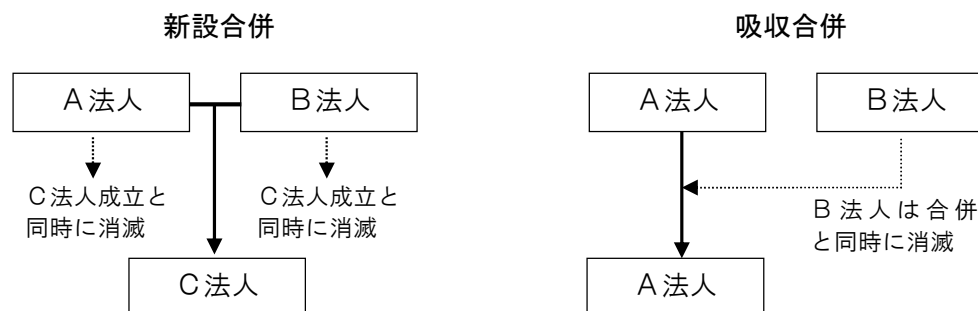 新設合併
A法人
B法人
C法人成立と
同時に消滅
C法人成立と
同時に消滅
C法人
吸収合併
A法人
B法人
B法人は合併
と同時に消滅
A法人